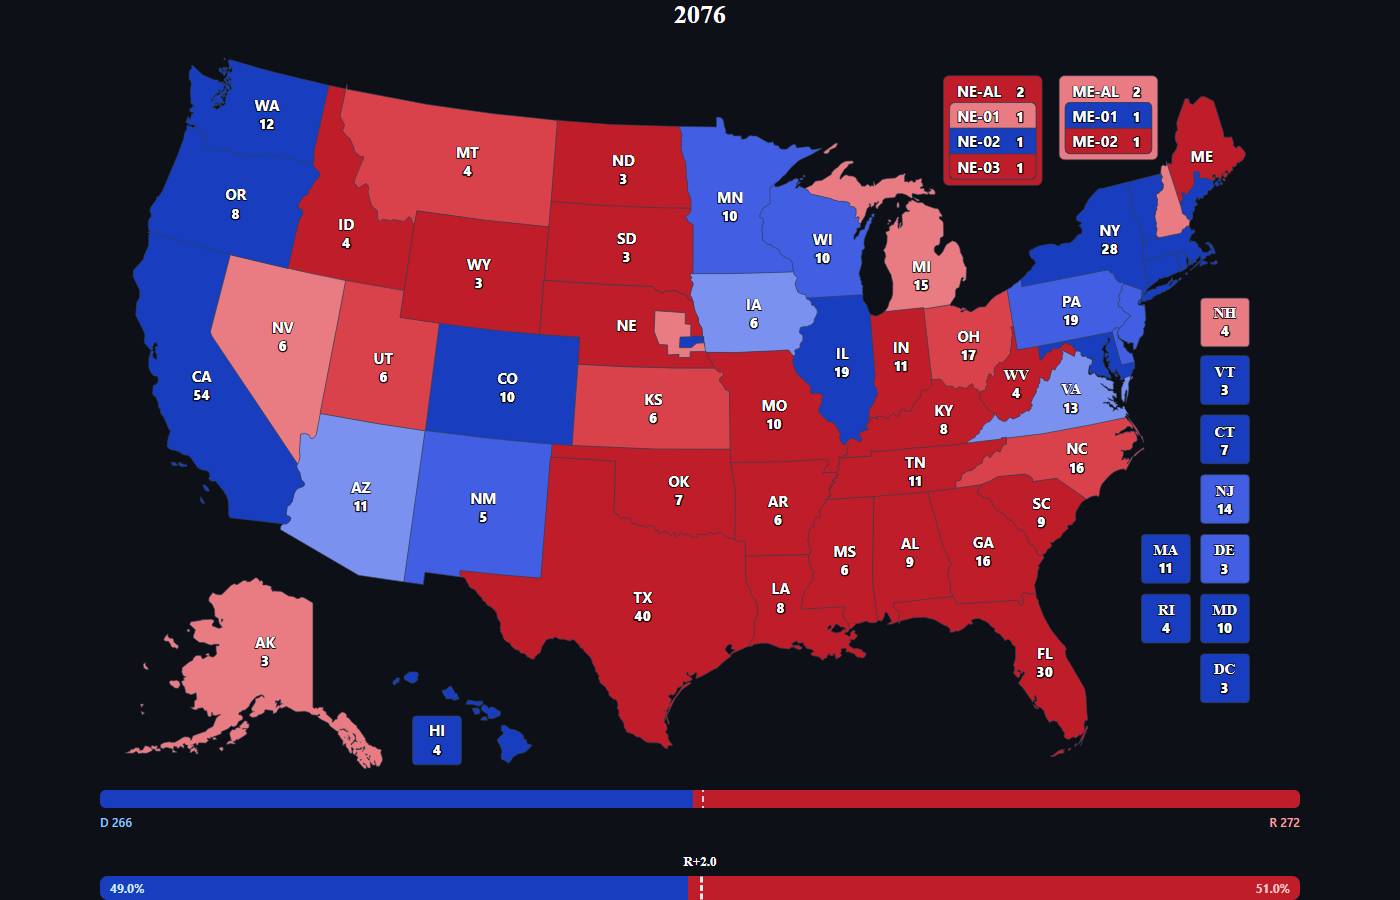 2076
WA
12
OR
8
CA
54
NV
6
ID
4
MT
4
WY
3
UT
6
CO
10
AZ
11
NM
5
ND
3
SD
3
NE
KS
6
OK
7
TX
40
MN
10
IA
6
MO
10
AR
6
LA
8
WI
10
IL
19
MI
15
IN
11
OH
17
KY
8
TN
11
MS
6
AL
9
GA
16
FL
30
SC
9
NC
16
VA
13
WV
4
PA
19
NY
28
ME
AK
3
HI
4
NE-AL 2
NE-01 1
NE-02 1
NE-03 1
ME-AL 2
ME-01 1
ME-02 1
NH
4
VT
3
CT
7
NJ
14
MA
11
DE
3
RI
4
MD
10
DC
3
D 266
R 272
R+2.0
49.0%
51.0%